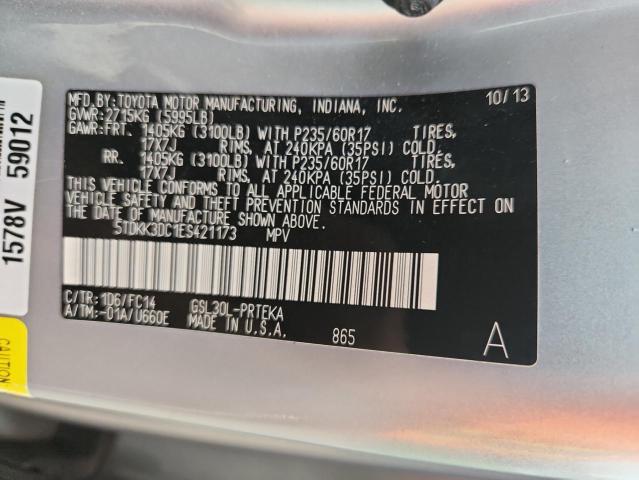 MFD.BY:TOYOTA MOTOR MANUFACTURING, INDIANA, INC. 10/13
GVWR:2715KG (5995LB)
GAWR:FRT. 1405KG (3100LB) WITH P235/60R17 TIRES,
17X7J RIMS, AT 240KPA (35PSI) COLD.
RR. 1405KG (3100LB) WITH P235/60R17 TIRES,
17X7J RIMS, AT 240KPA (35PSI) COLD.
THIS VEHICLE CONFORMS TO ALL APPLICABLE FEDERAL MOTOR
VEHICLE SAFETY AND THEFT PREVENTION STANDARDS IN EFFECT ON
THE DATE OF MANUFACTURE SHOWN ABOVE.
5TDKK3DC1ES421173 MPV
C/TR:1D6/FC14 GSL30L-PRTEKA
A/TM:-01A/U660E MADE IN U.S.A.
865 A
1578V 59012
CAUTION